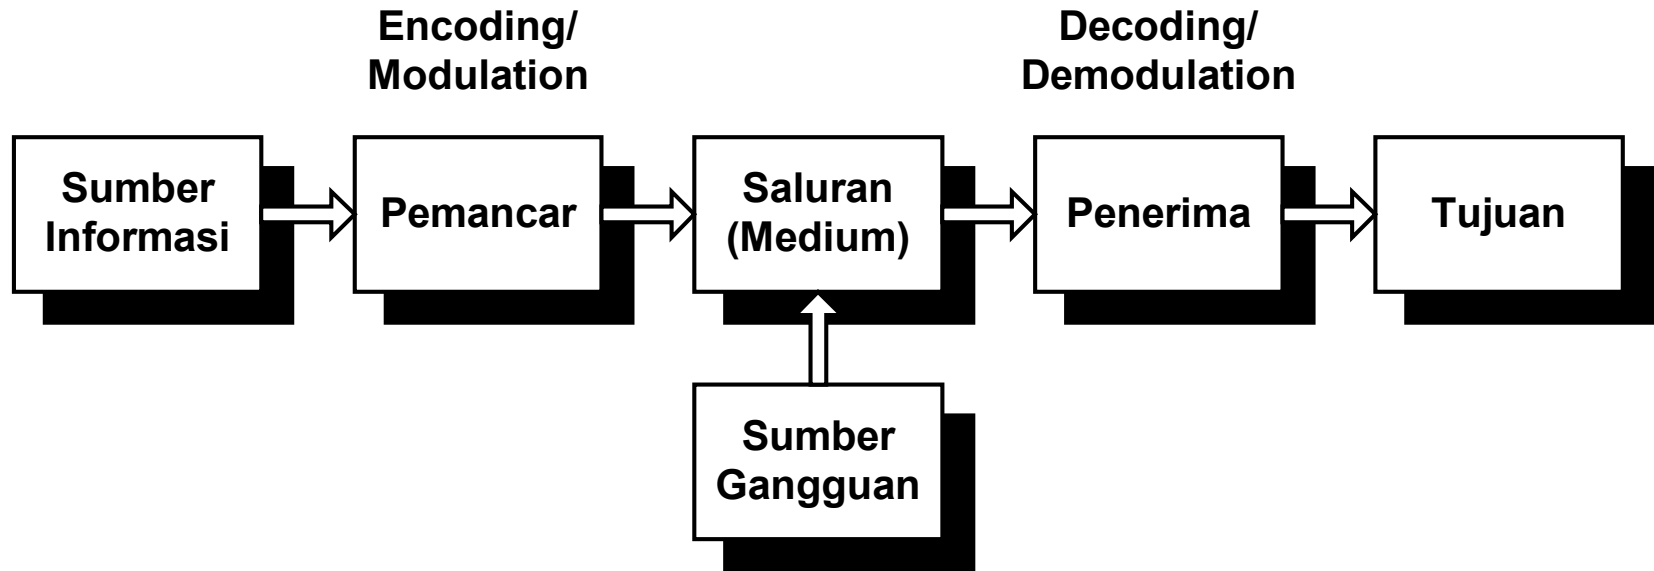 Encoding/
Modulation
Decoding/
Demodulation
Sumber
Informasi
Pemancar
Saluran
(Medium)
Penerima
Tujuan
Sumber
Gangguan